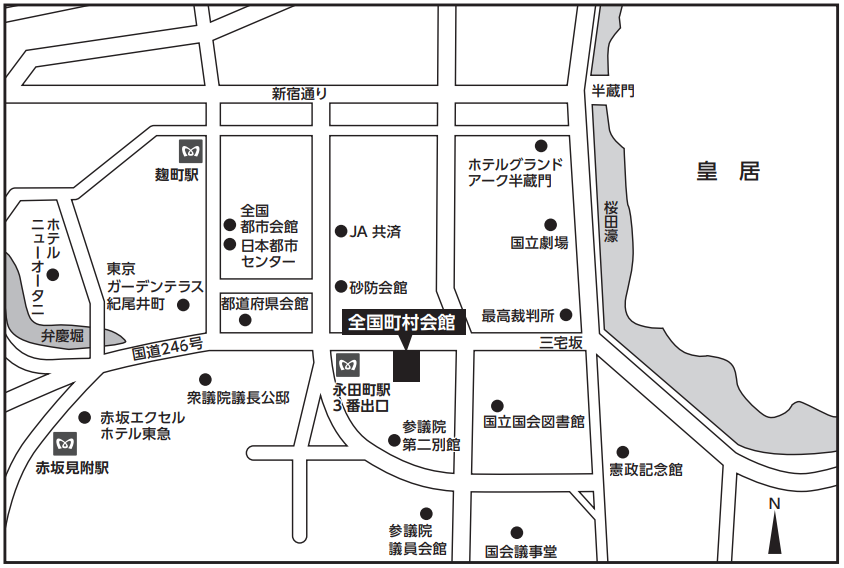 新宿通り
半蔵門
皇 居
麹町駅
ホテルグランド
アーク半蔵門
全国
都市会館
日本都市
センター
JA 共済
桜田濠
国立劇場
ホテル
ニューオータニ
東京
ガーデンテラス
紀尾井町
砂防会館
都道府県会館
最高裁判所
全国町村会館
弁慶堀
国道246号
三宅坂
永田町駅
3番出口
衆議院議長公邸
赤坂エクセル
ホテル東急
参議院
第二別館
国立国会図書館
赤坂見附駅
憲政記念館
N
参議院
議員会館
国会議事堂